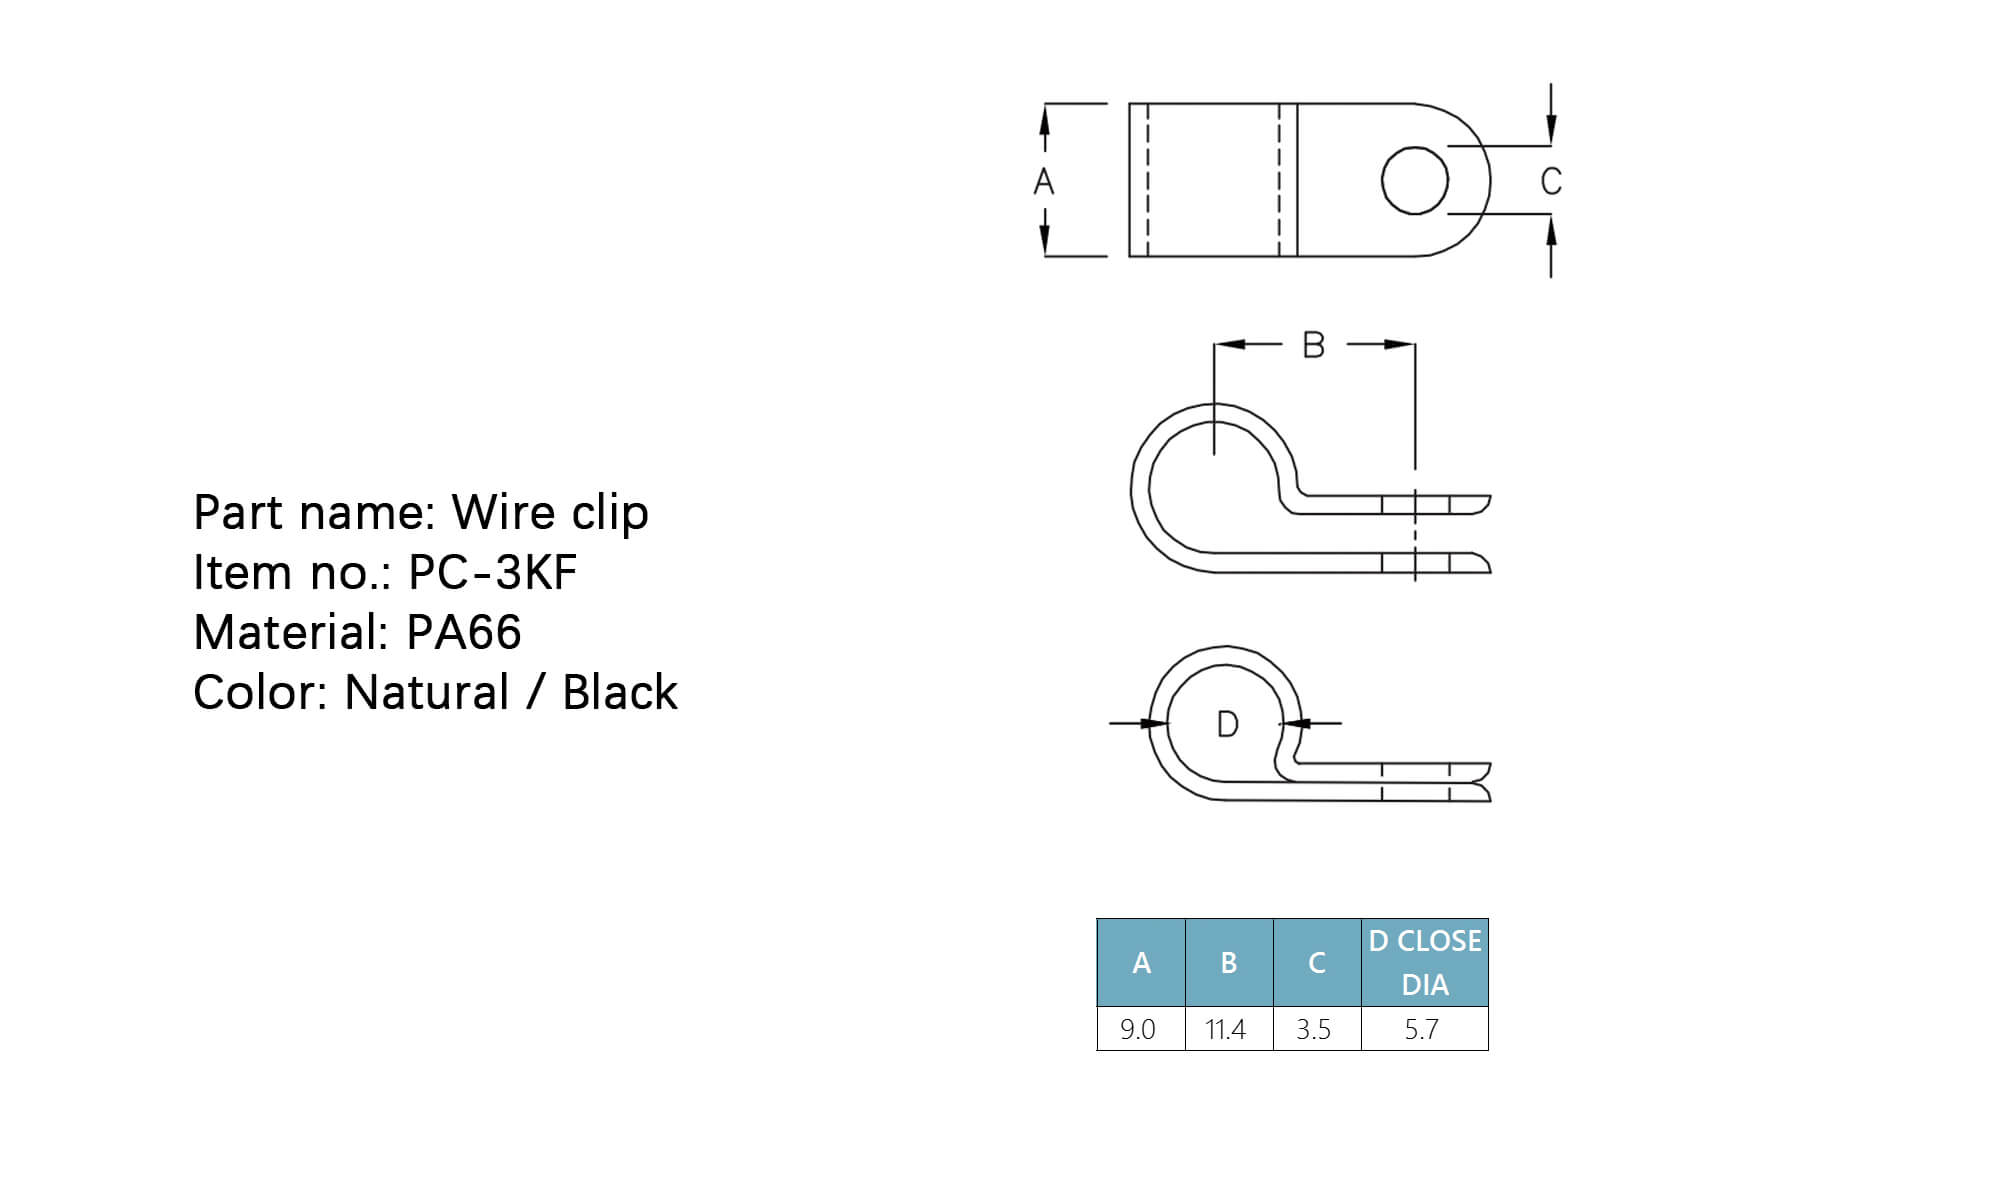 A
C
B
Part name: Wire clip
Item no.: PC-3KF
Material: PA66
Color: Natural / Black
D
A B C D CLOSE DIA
9.0 11.4 3.5 5.7